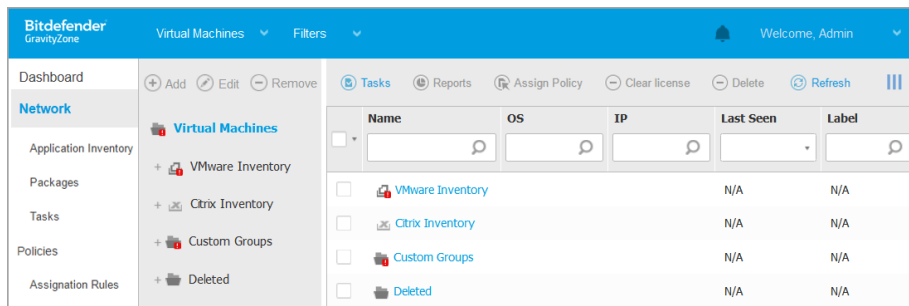 Bitdefender
GravityZone
Virtual Machines
Filters
Welcome, Admin
Dashboard
Network
Application Inventory
Packages
Tasks
Policies
Assignation Rules
Add
Edit
Remove
Virtual Machines
+ VMware Inventory
+ Citrix Inventory
+ Custom Groups
+ Deleted
Tasks
Reports
Assign Policy
Clear license
Delete
Refresh
Name OS IP Last Seen Label
VMware Inventory N/A N/A
Citrix Inventory N/A N/A
Custom Groups N/A N/A
Deleted N/A N/A